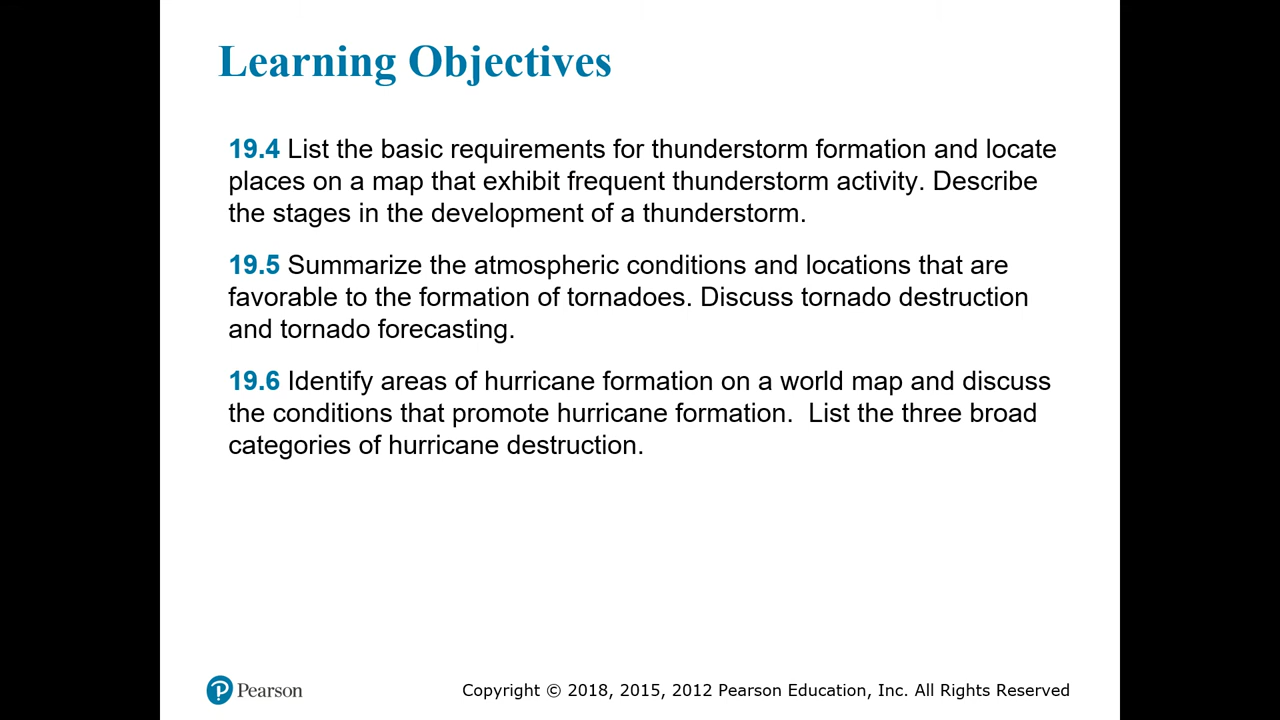 Learning Objectives
19.4 List the basic requirements for thunderstorm formation and locate
places on a map that exhibit frequent thunderstorm activity. Describe
the stages in the development of a thunderstorm.
19.5 Summarize the atmospheric conditions and locations that are
favorable to the formation of tornadoes. Discuss tornado destruction
and tornado forecasting.
19.6 Identify areas of hurricane formation on a world map and discuss
the conditions that promote hurricane formation.  List the three broad
categories of hurricane destruction.
P Pearson
Copyright © 2018, 2015, 2012 Pearson Education, Inc. All Rights Reserved